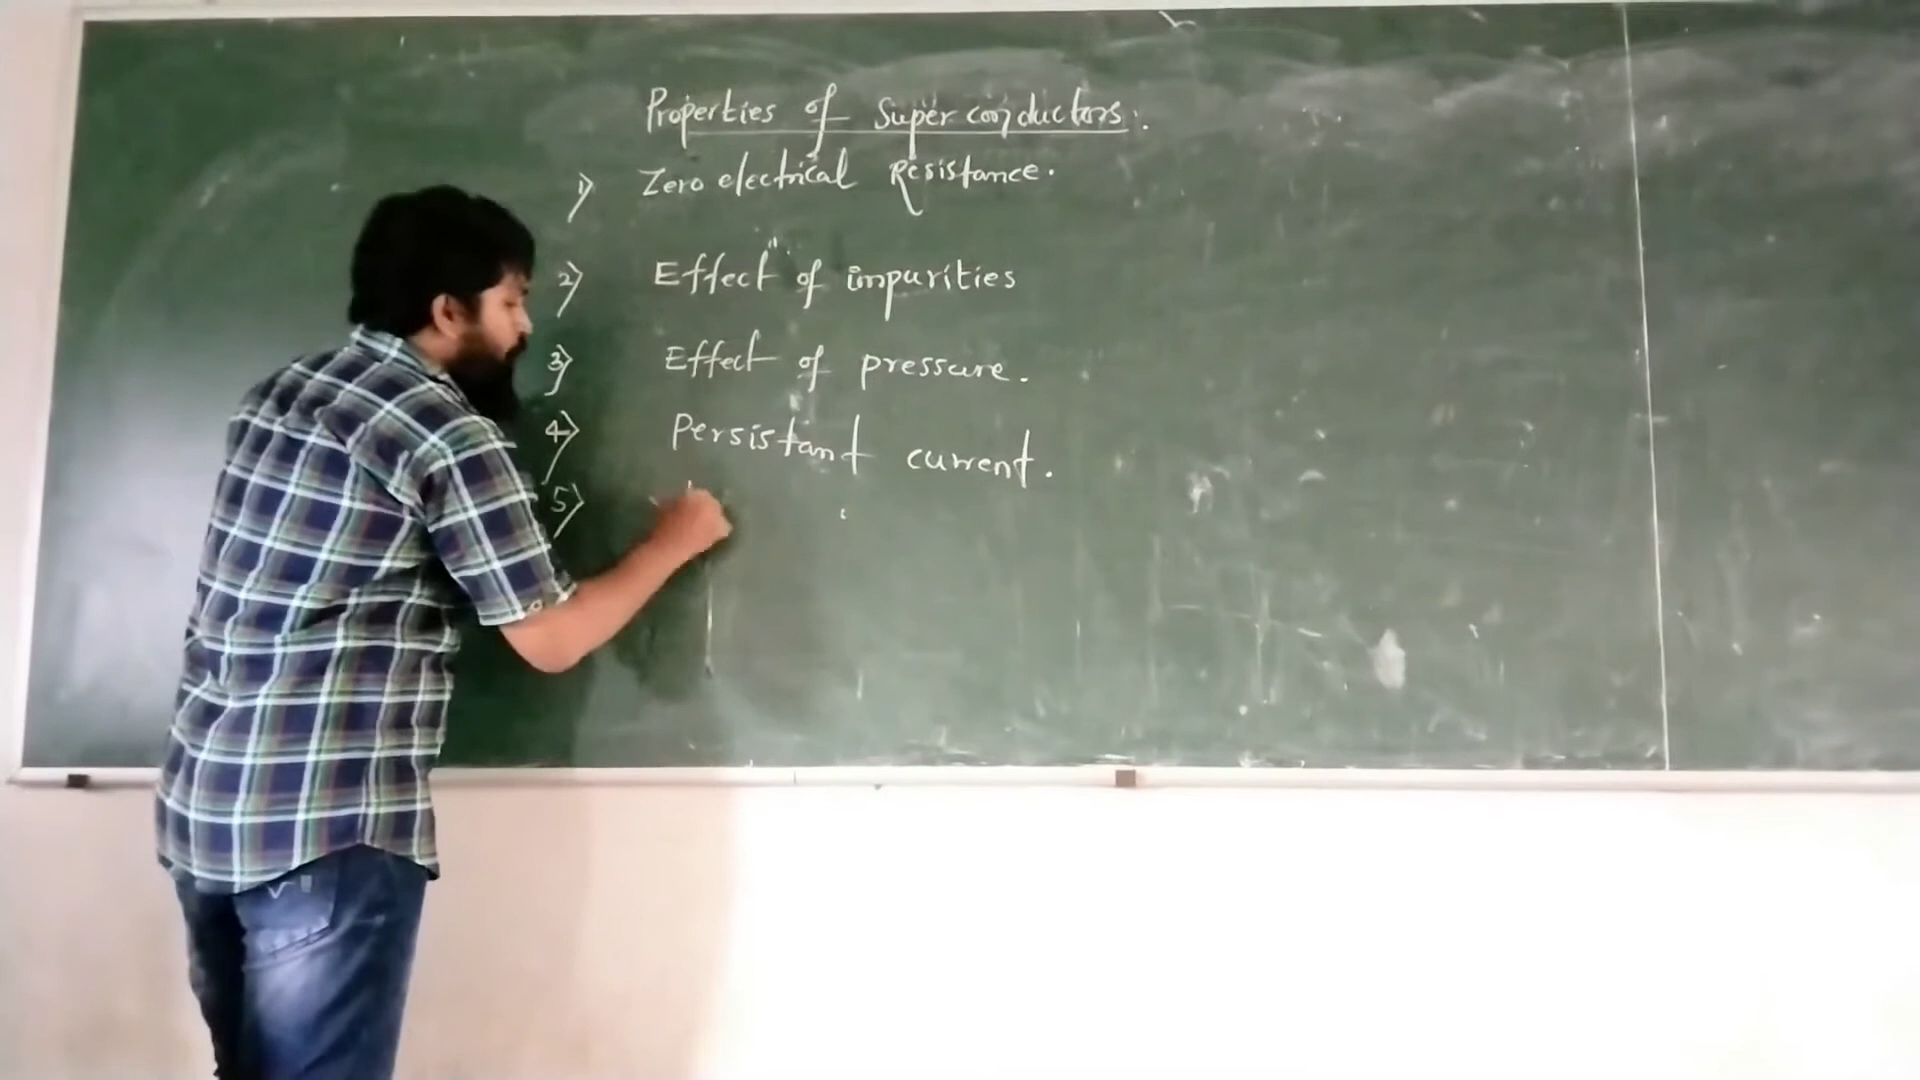 Properties of Super conductors.
1) Zero electrical Resistance.
2) Effect of impurities
3) Effect of pressure.
4) Persistant current.
5)